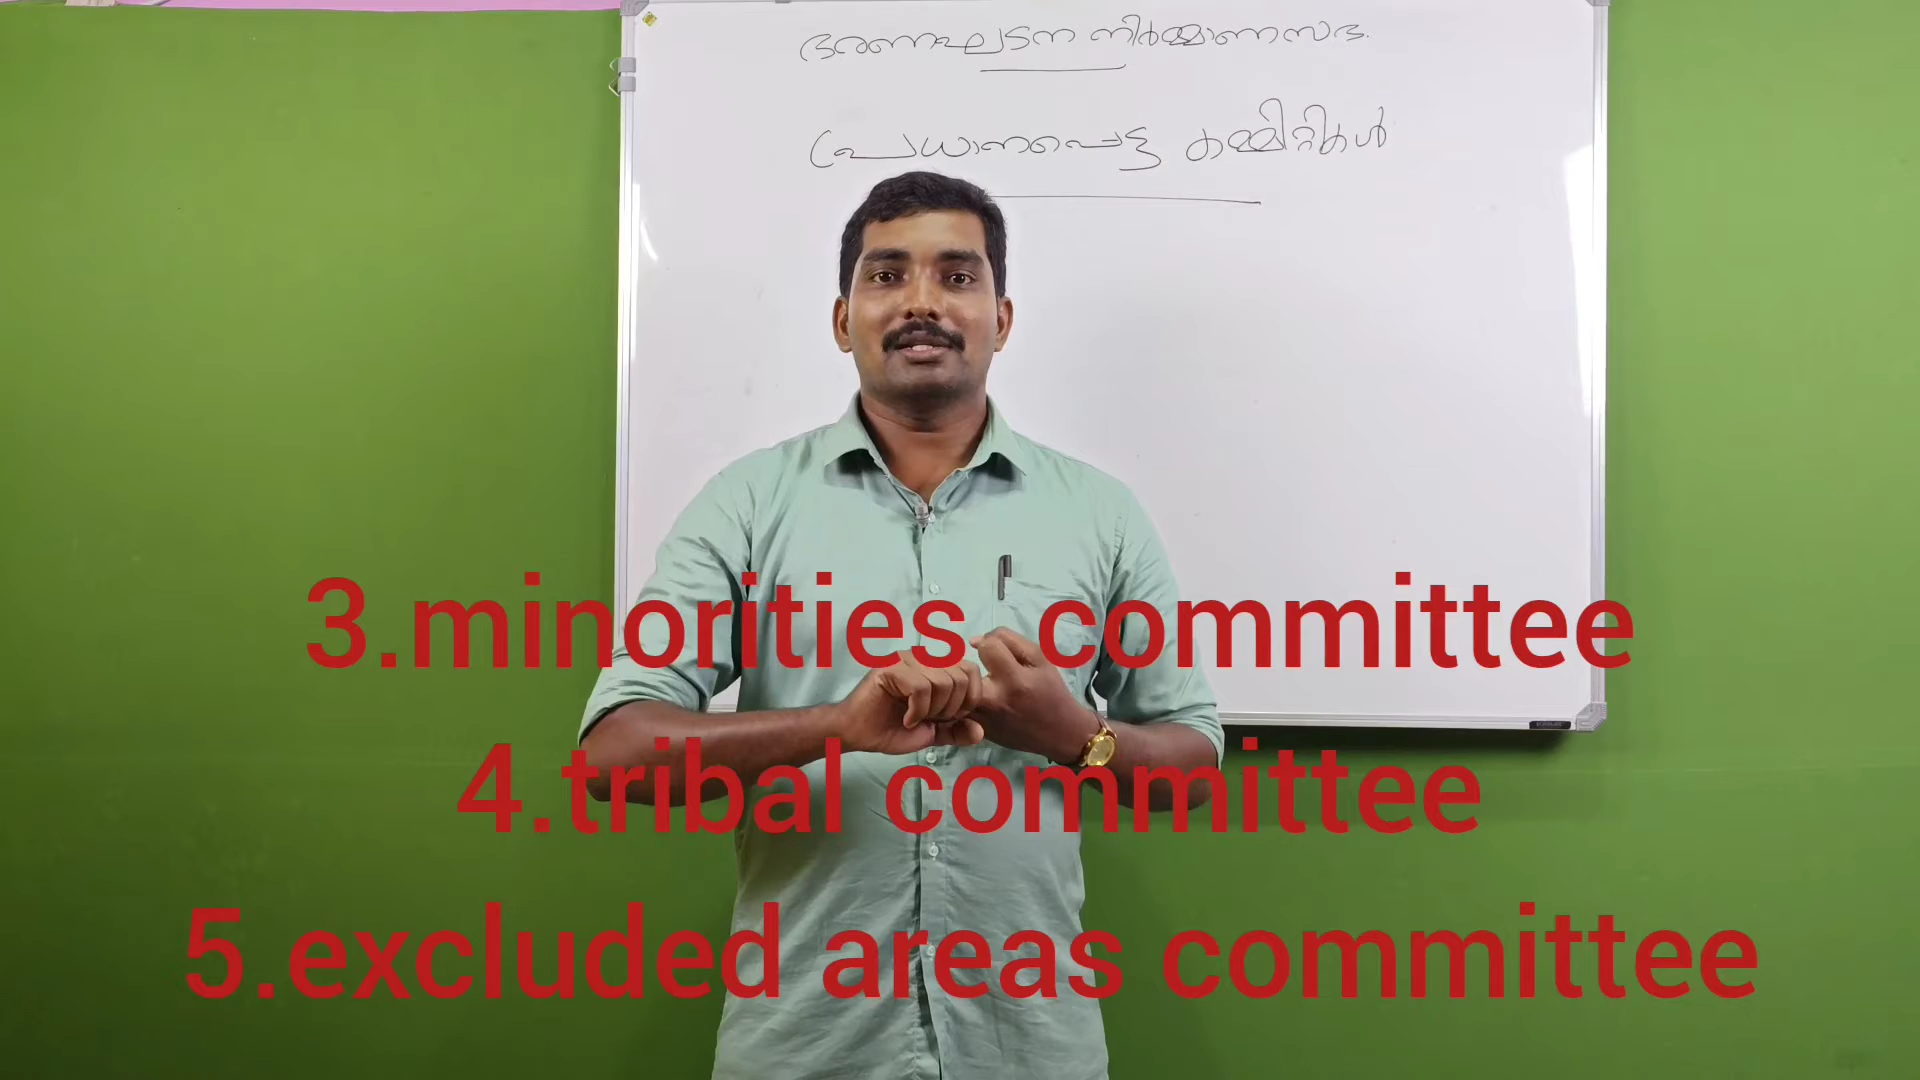 ഭരണഘടന നിർമ്മാണസഭ.
പ്രധാനപ്പെട്ട കമ്മിറ്റികൾ
3.minorities committee
4.tribal committee
5.excluded areas committee